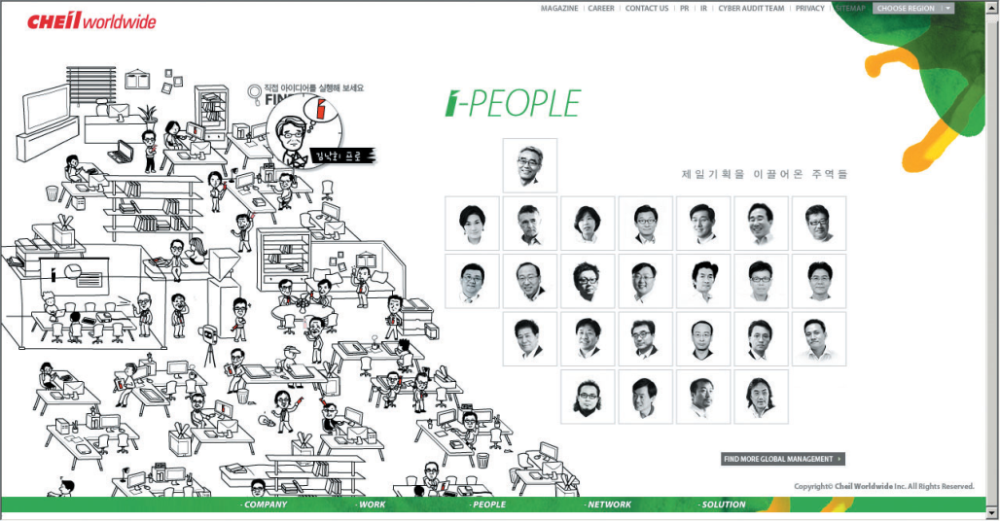 CHEil worldwide
MAGAZINE | CAREER | CONTACT US | PR | IR | CYBER AUDIT TEAM | PRIVACY | SITEMAP CHOOSE REGION
직접 아이디어를 실행해 보세요
FIN
i
김낙회 프로
i-PEOPLE
제일기획을 이끌어온 주역들
FIND MORE GLOBAL MANAGEMENT
Copyright© Cheil Worldwide Inc. All Rights Reserved.
- COMPANY - WORK - PEOPLE - NETWORK - SOLUTION